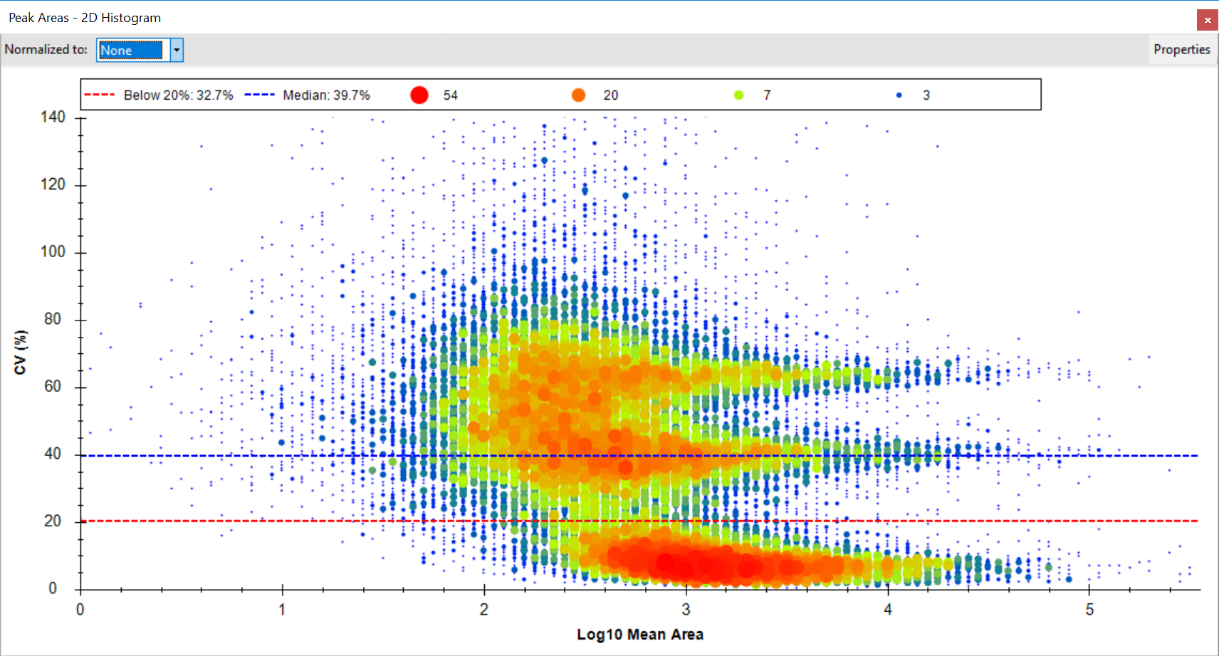 Peak Areas - 2D Histogram
x
Normalized to: None
Properties
Below 20%: 32.7% Median: 39.7% 54 20 7 3
140
120
100
80
60
40
20
0
CV (%)
0 1 2 3 4 5
Log10 Mean Area